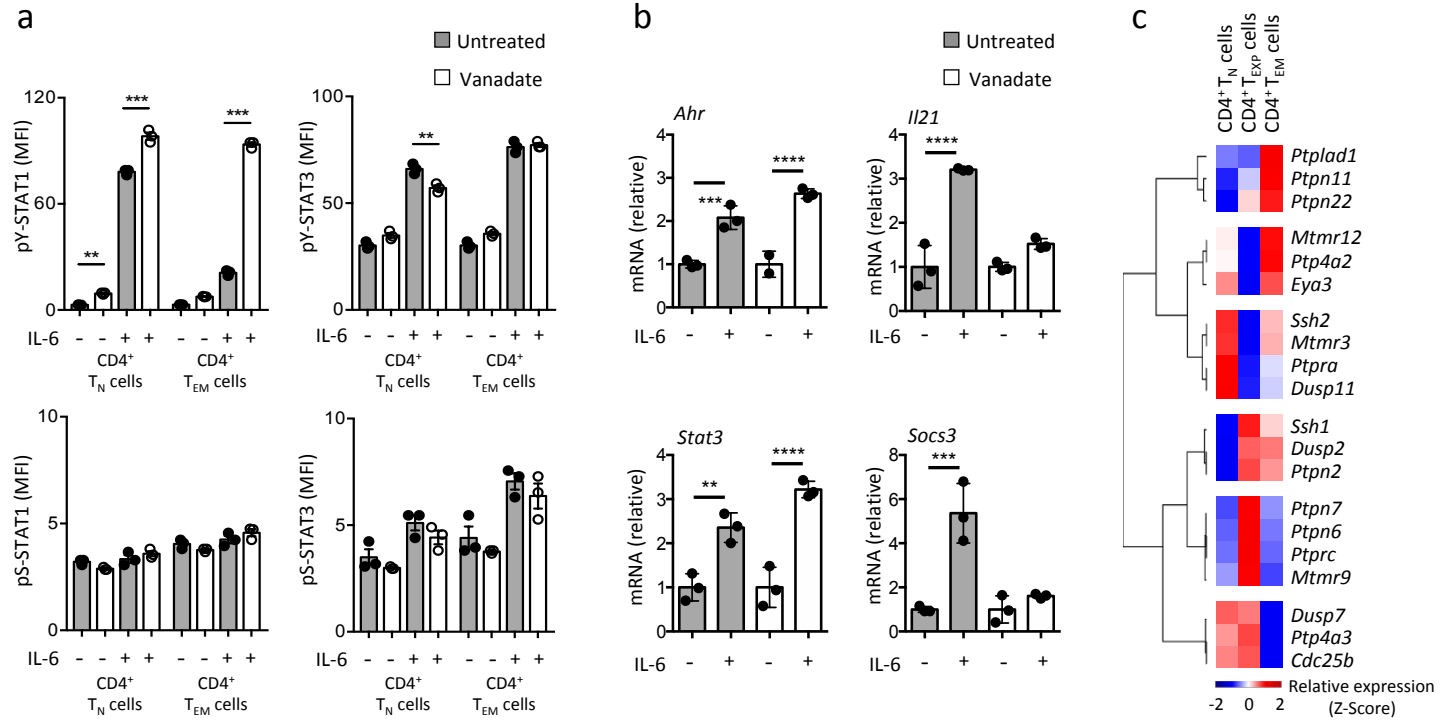 a
Untreated
Vanadate
120
60
0
pY-STAT1 (MFI)
**
***
***
IL-6 - - + + - - + +
CD4+ TN cells
CD4+ TEM cells
100
50
0
pY-STAT3 (MFI)
**
- - + + - - + +
CD4+ TN cells
CD4+ TEM cells
10
5
0
pS-STAT1 (MFI)
IL-6 - - + + - - + +
CD4+ TN cells
CD4+ TEM cells
10
5
0
pS-STAT3 (MFI)
IL-6 - - + + - - + +
CD4+ TN cells
CD4+ TEM cells
b
Untreated
Vanadate
Ahr
4
3
2
1
0
mRNA (relative)
***
****
IL-6 - + - +
Il21
4
3
2
1
0
mRNA (relative)
****
IL-6 - + - +
Stat3
4
3
2
1
0
mRNA (relative)
**
****
IL-6 - + - +
Socs3
8
6
4
2
0
mRNA (relative)
***
IL-6 - + - +
c
CD4+ TN cells
CD4+ TEXP cells
CD4+ TEM cells
Ptplad1
Ptpn11
Ptpn22
Mtmr12
Ptp4a2
Eya3
Ssh2
Mtmr3
Ptpra
Dusp11
Ssh1
Dusp2
Ptpn2
Ptpn7
Ptpn6
Ptprc
Mtmr9
Dusp7
Ptp4a3
Cdc25b
-2 0 2
Relative expression
(Z-Score)